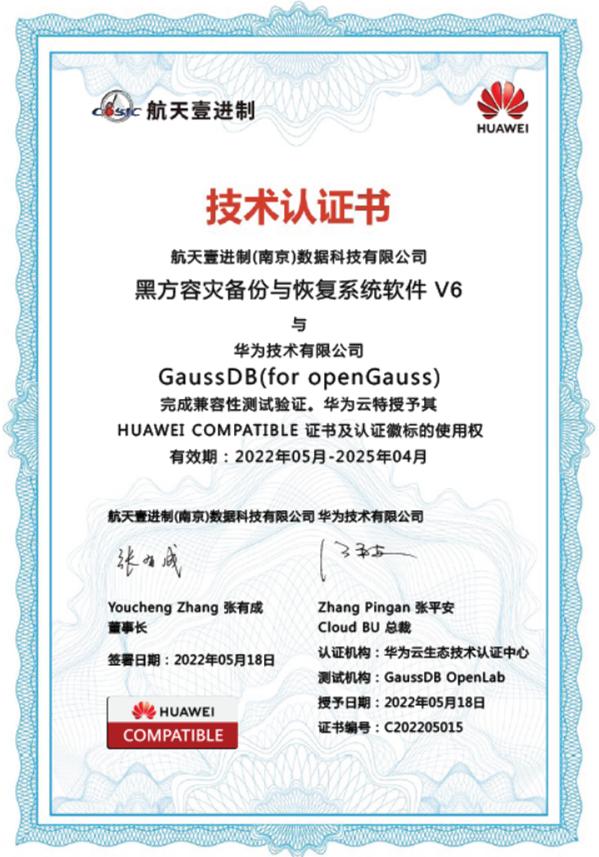 CASIC 航天壹进制
HUAWEI
技术认证书
航天壹进制(南京)数据科技有限公司
黑方容灾备份与恢复系统软件 V6
与
华为技术有限公司
GaussDB(for openGauss)
完成兼容性测试验证。华为云特授予其
HUAWEI COMPATIBLE 证书及认证徽标的使用权
有效期：2022年05月-2025年04月
航天壹进制(南京)数据科技有限公司 华为技术有限公司
张有成
Youcheng Zhang 张有成
董事长
签署日期：2022年05月18日
Zhang Pingan 张平安
Cloud BU 总裁
认证机构：华为云生态技术认证中心
测试机构：GaussDB OpenLab
授予日期：2022年05月18日
证书编号：C202205015
HUAWEI
COMPATIBLE